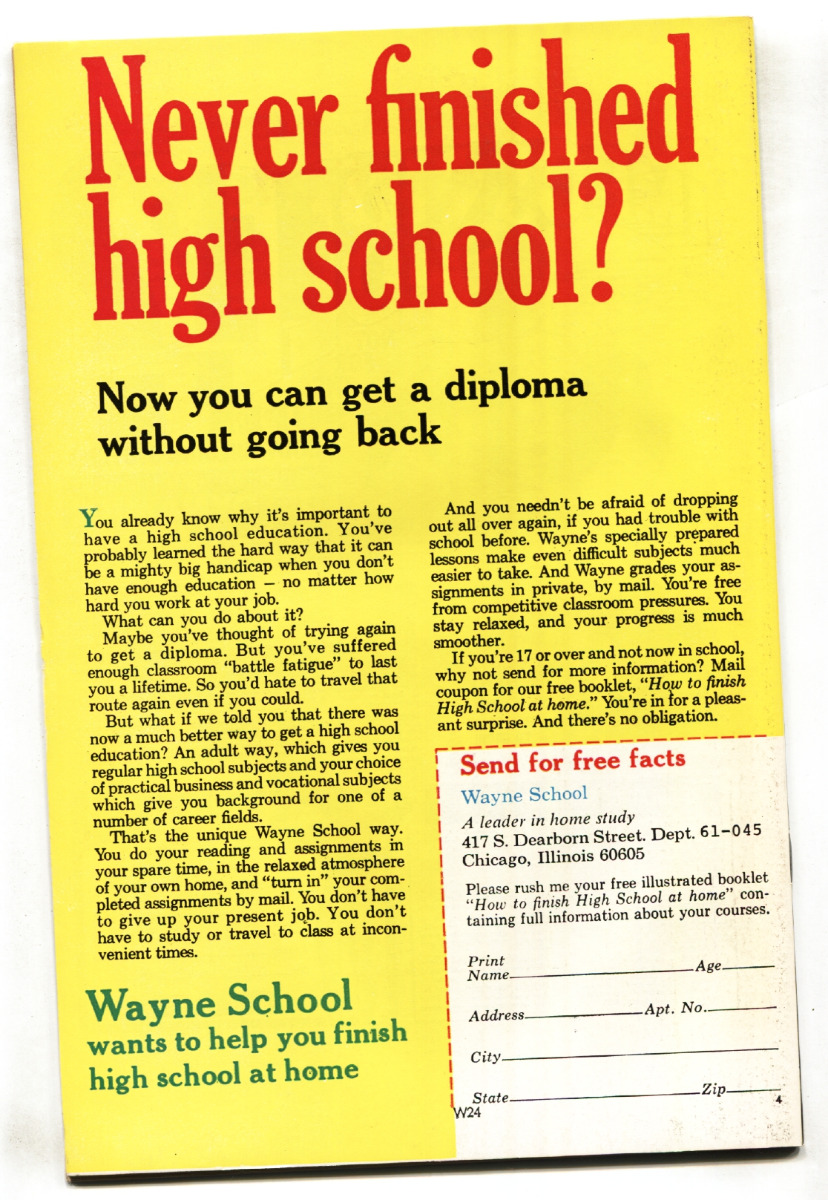 Never finished
high school?
Now you can get a diploma
without going back
You already know why it's important to
have a high school education. You've
probably learned the hard way that it can
be a mighty big handicap when you don't
have enough education — no matter how
hard you work at your job.
What can you do about it?
Maybe you've thought of trying again
to get a diploma. But you've suffered
enough classroom "battle fatigue" to last
you a lifetime. So you'd hate to travel that
route again even if you could.
But what if we told you that there was
now a much better way to get a high school
education? An adult way, which gives you
regular high school subjects and your choice
of practical business and vocational subjects
which give you background for one of a
number of career fields.
That's the unique Wayne School way.
You do your reading and assignments in
your spare time, in the relaxed atmosphere
of your own home, and "turn in" your com-
pleted assignments by mail. You don't have
to give up your present job. You don't
have to study or travel to class at incon-
venient times.
Wayne School
wants to help you finish
high school at home
And you needn't be afraid of dropping
out all over again, if you had trouble with
school before. Wayne's specially prepared
lessons make even difficult subjects much
easier to take. And Wayne grades your as-
signments in private, by mail. You're free
from competitive classroom pressures. You
stay relaxed, and your progress is much
smoother.
If you're 17 or over and not now in school,
why not send for more information? Mail
coupon for our free booklet, "How to finish
High School at home." You're in for a pleas-
ant surprise. And there's no obligation.
Send for free facts
Wayne School
A leader in home study
417 S. Dearborn Street. Dept. 61-045
Chicago, Illinois 60605
Please rush me your free illustrated booklet
"How to finish High School at home" con-
taining full information about your courses.
Print
Name Age
Address Apt. No.
City
State Zip
W24 4